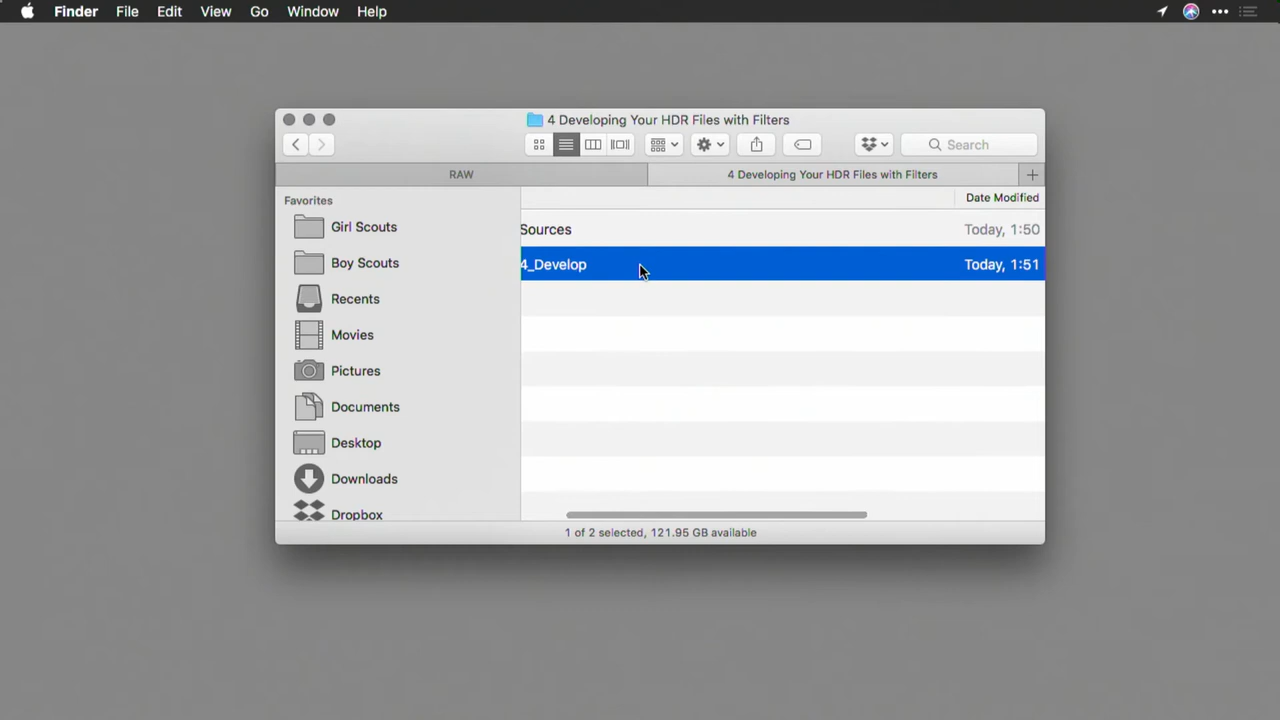 Finder File Edit View Go Window Help
4 Developing Your HDR Files with Filters
Search
RAW 4 Developing Your HDR Files with Filters
Favorites
Date Modified
Girl Scouts
Sources Today, 1:50
Boy Scouts
4_Develop Today, 1:51
Recents
Movies
Pictures
Documents
Desktop
Downloads
Dropbox
1 of 2 selected, 121.95 GB available